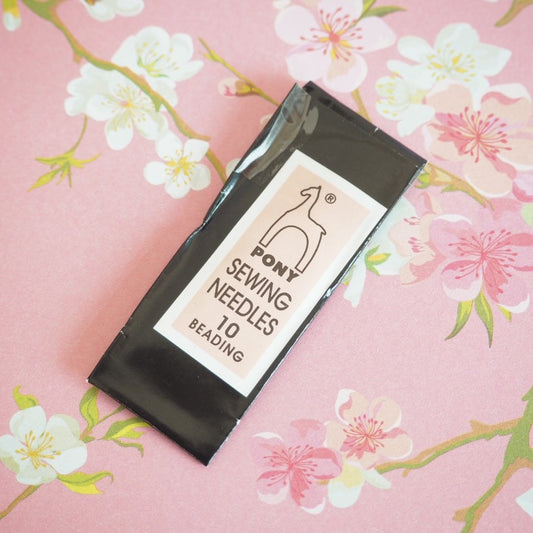 ®
PONY
SEWING
NEEDLES
10
BEADING